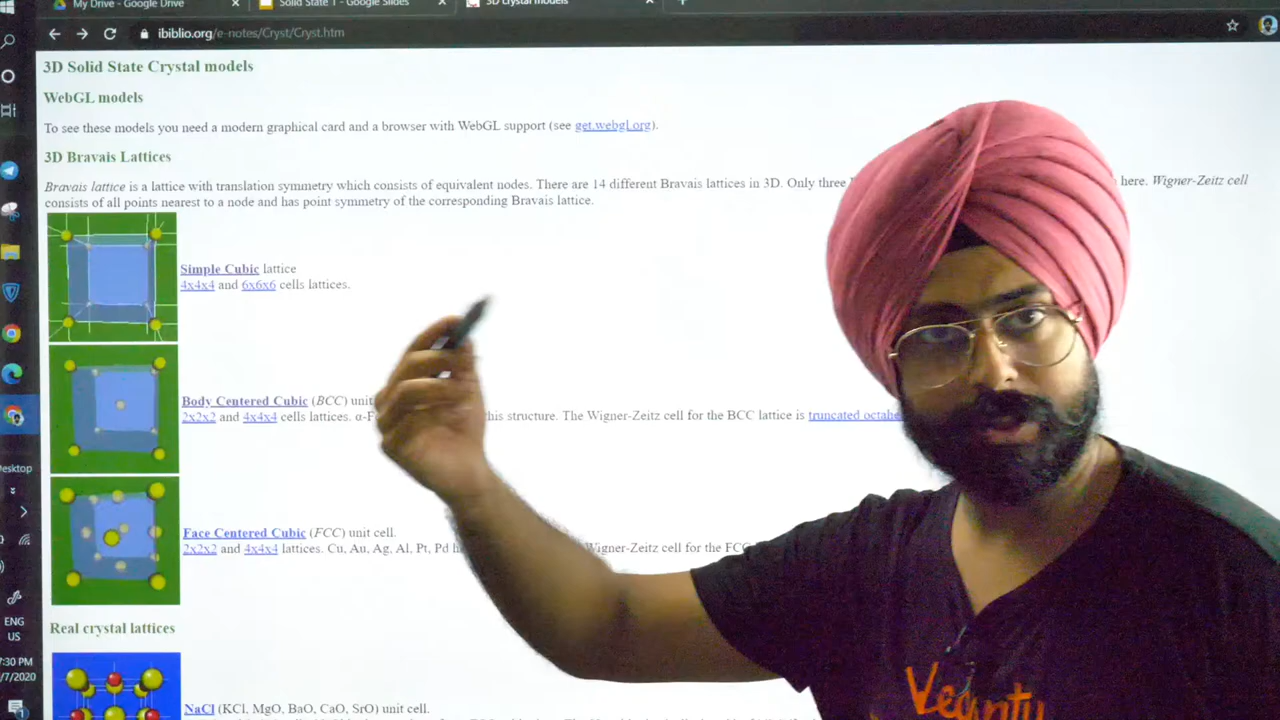 My Drive - Google Drive
Solid State 1 - Google Slides
3D Crystal models
ibiblio.org/e-notes/Cryst/Cryst.htm
3D Solid State Crystal models
WebGL models
To see these models you need a modern graphical card and a browser with WebGL support (see get.webgl.org).
3D Bravais Lattices
Bravais lattice is a lattice with translation symmetry which consists of equivalent nodes. There are 14 different Bravais lattices in 3D. Only three here. Wigner-Zeitz cell
consists of all points nearest to a node and has point symmetry of the corresponding Bravais lattice.
Simple Cubic lattice
4x4x4 and 6x6x6 cells lattices.
Body Centered Cubic (BCC) unit
2x2x2 and 4x4x4 cells lattices. this structure. The Wigner-Zeitz cell for the BCC lattice is truncated
Face Centered Cubic (FCC) unit cell.
2x2x2 and 4x4x4 lattices. Cu, Au, Ag, Al, Pt, Pd Wigner-Zeitz cell for the FCC
Real crystal lattices
NaCl (KCl, MgO, BaO, CaO, SrO) unit cell.
ENG
US
Vedantu